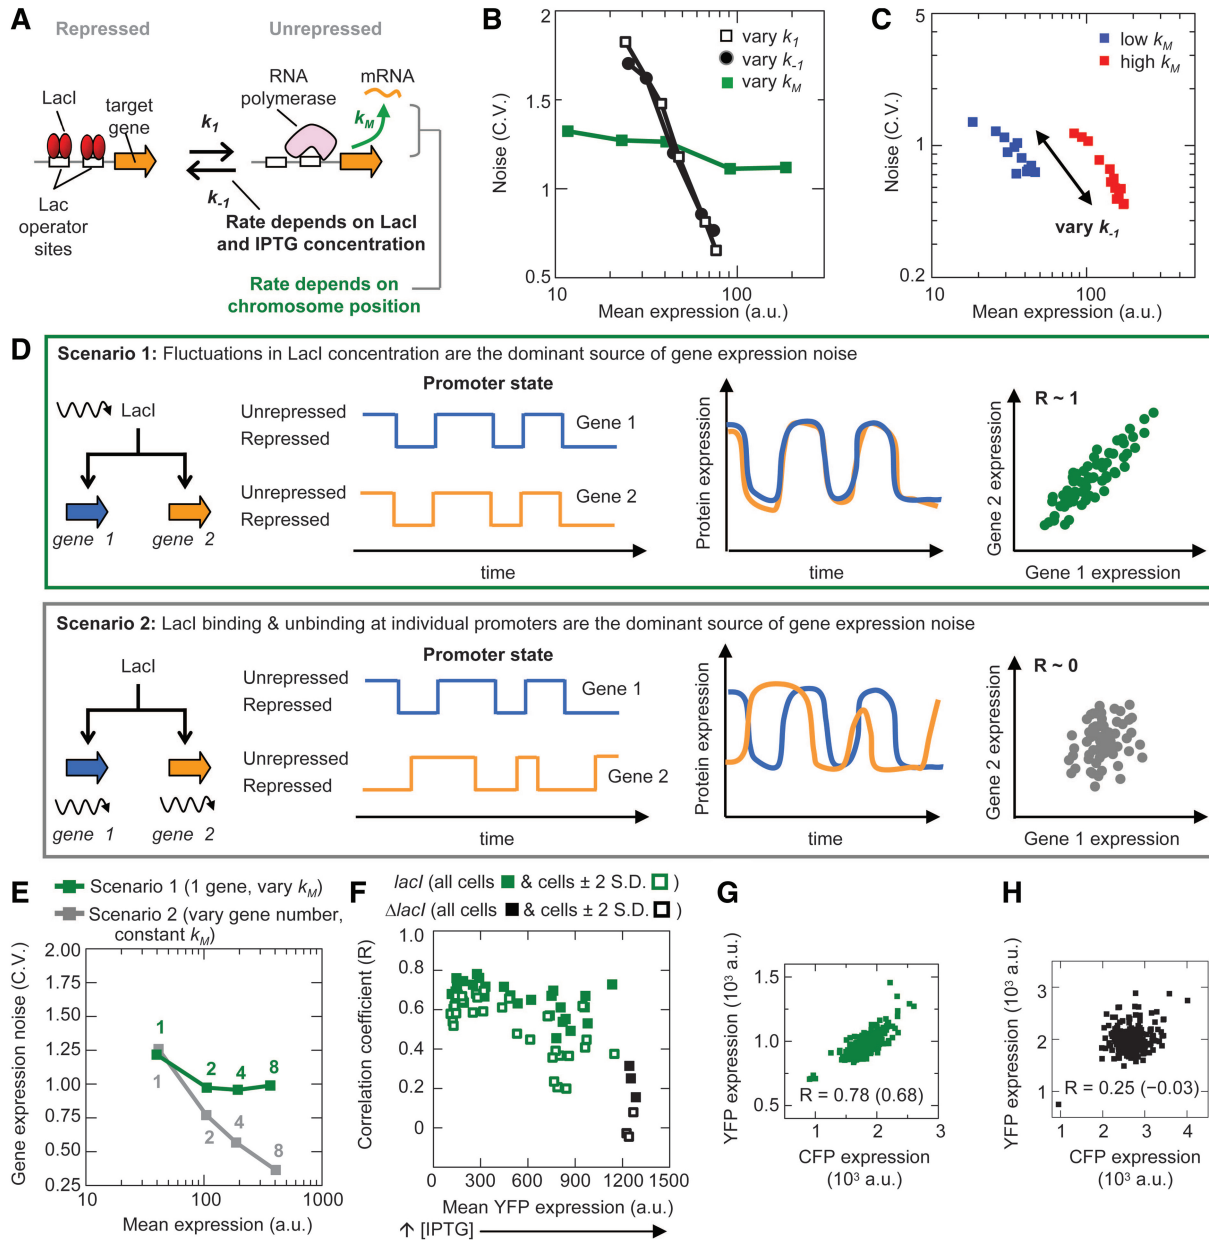 A
Repressed
Unrepressed
LacI
target
gene
RNA
polymerase
mRNA
k1
k-1
kM
Lac
operator
sites
Rate depends on LacI
and IPTG concentration
Rate depends on
chromosome position
B
2
1.5
1
0.5
Noise (C.V.)
vary k1
vary k-1
vary kM
10
100
Mean expression (a.u.)
C
5
1
0.2
Noise (C.V.)
low kM
high kM
vary k-1
10
100
Mean expression (a.u.)
D
Scenario 1: Fluctuations in LacI concentration are the dominant source of gene expression noise
LacI
gene 1
gene 2
Promoter state
Unrepressed
Repressed
Gene 1
Unrepressed
Repressed
Gene 2
time
Protein expression
time
R ~ 1
Gene 2 expression
Gene 1 expression
Scenario 2: LacI binding & unbinding at individual promoters are the dominant source of gene expression noise
LacI
gene 1
gene 2
Promoter state
Unrepressed
Repressed
Gene 1
Unrepressed
Repressed
Gene 2
time
Protein expression
time
R ~ 0
Gene 2 expression
Gene 1 expression
E
Scenario 1 (1 gene, vary kM)
Scenario 2 (vary gene number,
constant kM)
Gene expression noise (C.V.)
2.00
1.75
1.50
1.25
1.00
0.75
0.50
0.25
1
2
4
8
1
2
4
8
10
100
1000
Mean expression (a.u.)
F
lacI (all cells & cells ± 2 S.D. )
ΔlacI (all cells & cells ± 2 S.D. )
Correlation coefficient (R)
1.0
0.8
0.6
0.4
0.2
0
0
300
600
900
1200
1500
Mean YFP expression (a.u.)
↑ [IPTG]
G
YFP expression (10³ a.u.)
1.5
1.0
0.5
R = 0.78 (0.68)
1
2
3
CFP expression
(10³ a.u.)
H
YFP expression (10³ a.u.)
3
2
1
R = 0.25 (−0.03)
1
2
3
4
CFP expression
(10³ a.u.)